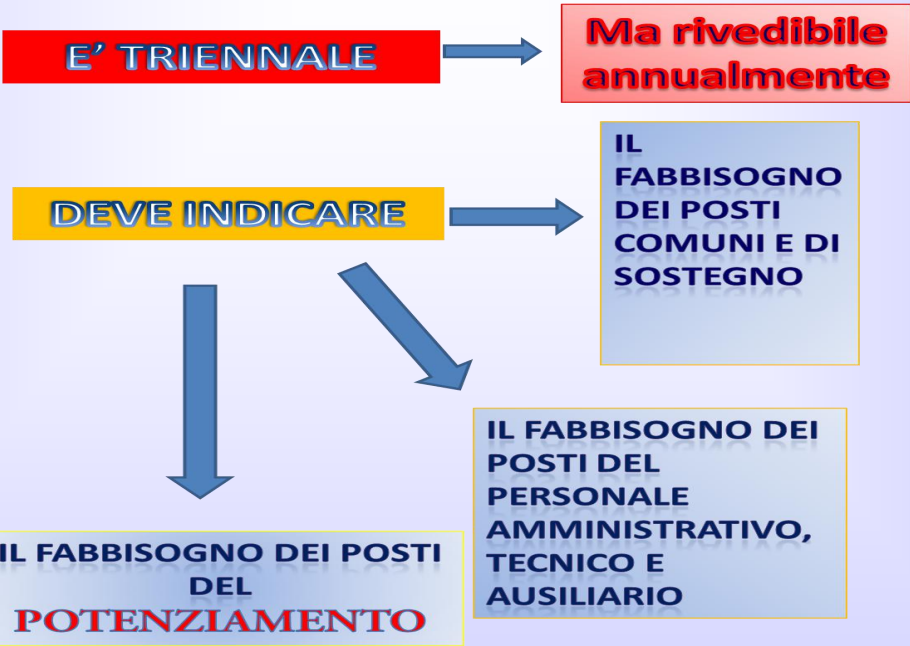 E’ TRIENNALE
Ma rivedibile
annualmente
DEVE INDICARE
IL
FABBISOGNO
DEI POSTI
COMUNI E DI
SOSTEGNO
IL FABBISOGNO DEI
POSTI DEL
PERSONALE
AMMINISTRATIVO,
TECNICO E
AUSILIARIO
IL FABBISOGNO DEI POSTI
DEL
POTENZIAMENTO